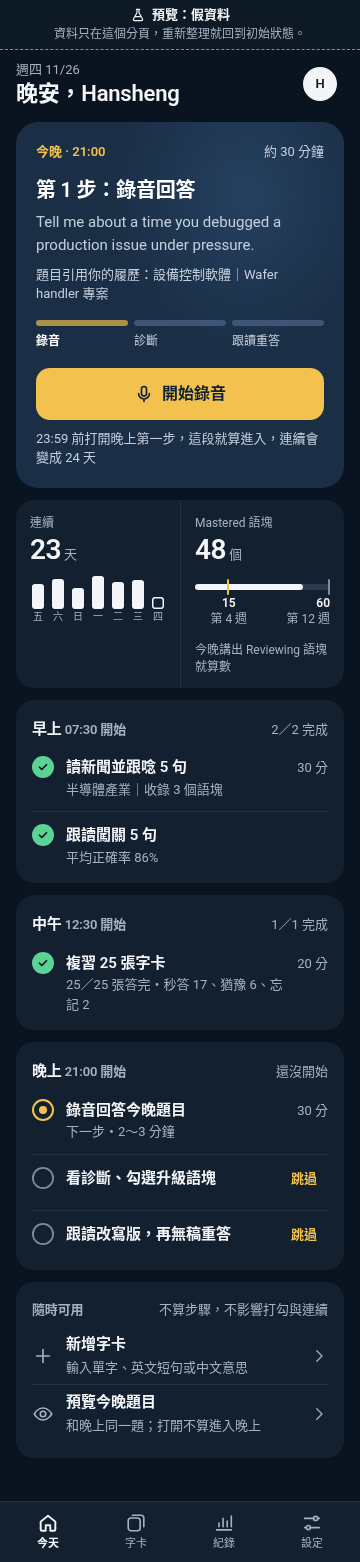 預覽：假資料
資料只在這個分頁，重新整理就回到初始狀態。
週四 11/26
晚安，Hansheng
H
今晚 · 21:00
約 30 分鐘
第 1 步：錄音回答
Tell me about a time you debugged a
production issue under pressure.
題目引用你的履歷：設備控制軟體｜Wafer
handler 專案
錄音
診斷
跟讀重答
開始錄音
23:59 前打開晚上第一步，這段就算進入，連續會
變成 24 天
連續
23 天
五 六 日 一 二 三 四
Mastered 語塊
48 個
15 60
第 4 週 第 12 週
今晚講出 Reviewing 語塊
就算數
早上 07:30 開始
2／2 完成
請新聞並跟唸 5 句
30 分
半導體產業｜收錄 3 個語塊
跟讀闖關 5 句
平均正確率 86%
中午 12:30 開始
1／1 完成
複習 25 張字卡
20 分
25／25 張答完・秒答 17、猶豫 6、忘
記 2
晚上 21:00 開始
還沒開始
錄音回答今晚題目
30 分
下一步・2～3 分鐘
看診斷、勾選升級語塊
跳過
跟讀改寫版，再無稿重答
跳過
隨時可用
不算步驟，不影響打勾與連續
新增字卡
輸入單字、英文短句或中文意思
預覽今晚題目
和晚上同一題；打開不算進入晚上
今天
字卡
紀錄
設定